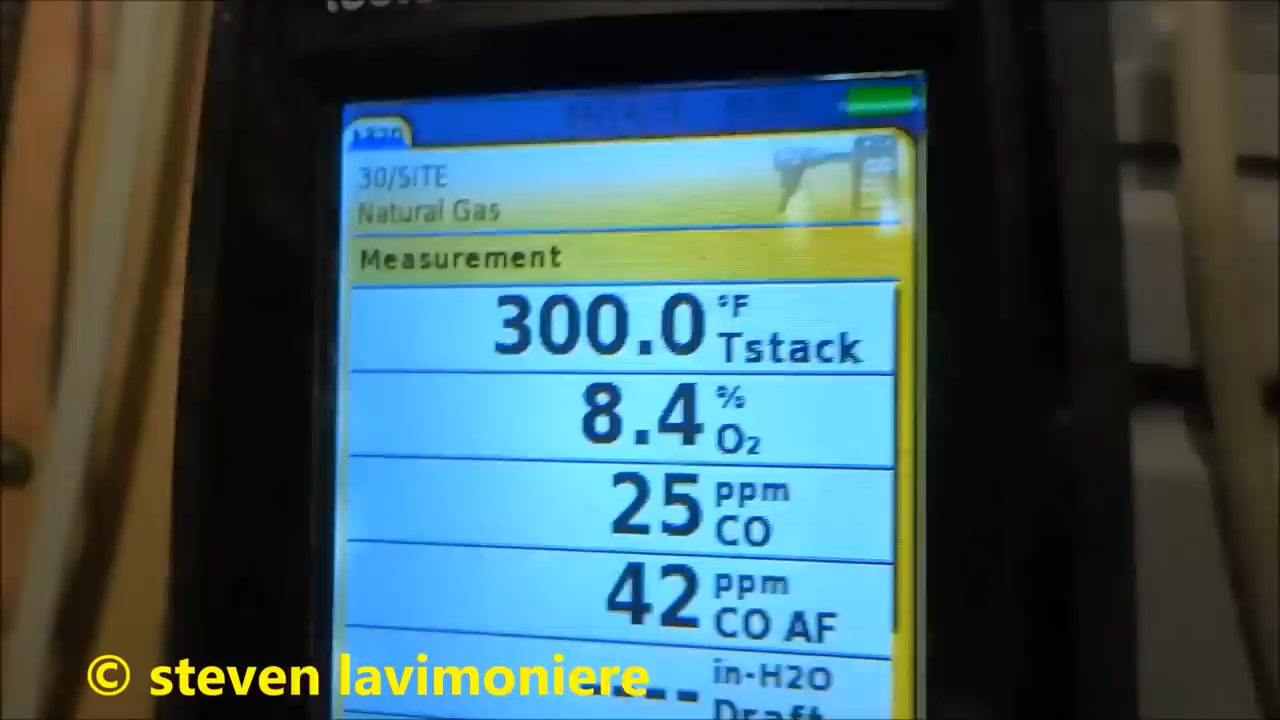 30/SITE
Natural Gas
Measurement
300.0 °F Tstack
8.4 % O₂
25 ppm CO
42 ppm CO AF
---- in-H2O Draft
© steven lavimoniere